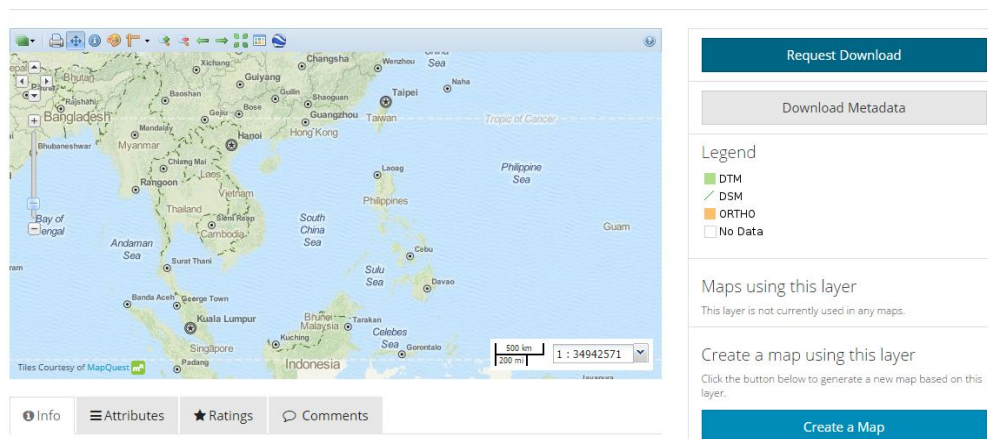 Xichang
Changsha
Wenzhou
Sea
Bhutan
Guiyang
Naha
Baoshan
Guilin
Shaoguan
Taipei
Rajshahi
Gejiu
Bose
Guangzhou
Taiwan
Tropic of Cancer
Bangladesh
Mandalay
Hanoi
Hong Kong
Bhubaneshwar
Myanmar
Chiang Mai
Laos
Laoag
Philippine
Sea
Rangoon
Vietnam
Philippines
Thailand
Siem Reap
South
China
Sea
Guam
Bay of
Bengal
Cambodia
Andaman
Sea
Cebu
Surat Thani
Sulu
Sea
Davao
Banda Aceh
George Town
Kuala Lumpur
Brunei
Tarakan
Malaysia
Celebes
Sea
Kuching
Gorontalo
Singapore
Padang
Indonesia
500 km
200 mi
1 : 34942571
Tiles Courtesy of MapQuest
Info
Attributes
Ratings
Comments
Request Download
Download Metadata
Legend
DTM
DSM
ORTHO
No Data
Maps using this layer
This layer is not currently used in any maps.
Create a map using this layer
Click the button below to generate a new map based on this
layer.
Create a Map